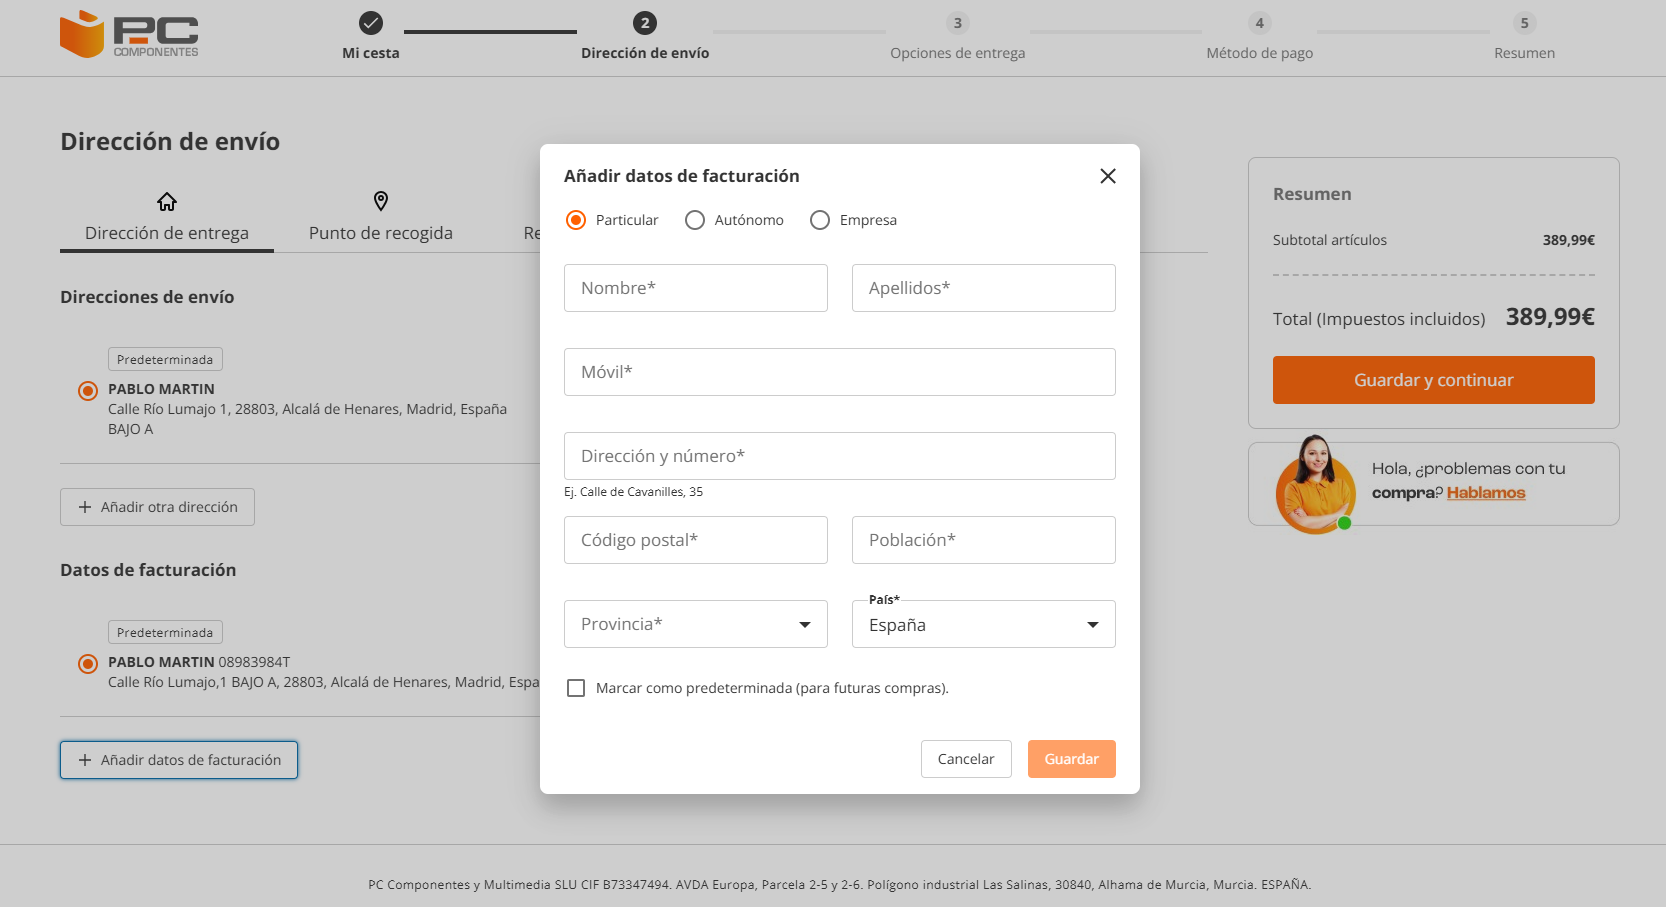 PC
COMPONENTES
Mi cesta
2
Dirección de envío
3
Opciones de entrega
4
Método de pago
5
Resumen
Dirección de envío
Dirección de entrega
Punto de recogida
Re
Direcciones de envío
Predeterminada
PABLO MARTIN
Calle Río Lumajo 1, 28803, Alcalá de Henares, Madrid, España
BAJO A
+ Añadir otra dirección
Datos de facturación
Predeterminada
PABLO MARTIN 08983984T
Calle Río Lumajo,1 BAJO A, 28803, Alcalá de Henares, Madrid, Espa
+ Añadir datos de facturación
Añadir datos de facturación
Particular
Autónomo
Empresa
Nombre*
Apellidos*
Móvil*
Dirección y número*
Ej. Calle de Cavanilles, 35
Código postal*
Población*
Provincia*
País*
España
Marcar como predeterminada (para futuras compras).
Cancelar
Guardar
Resumen
Subtotal artículos 389,99€
Total (Impuestos incluidos) 389,99€
Guardar y continuar
Hola, ¿problemas con tu
compra? Hablamos
PC Componentes y Multimedia SLU CIF B73347494. AVDA Europa, Parcela 2-5 y 2-6. Polígono industrial Las Salinas, 30840, Alhama de Murcia, Murcia. ESPAÑA.